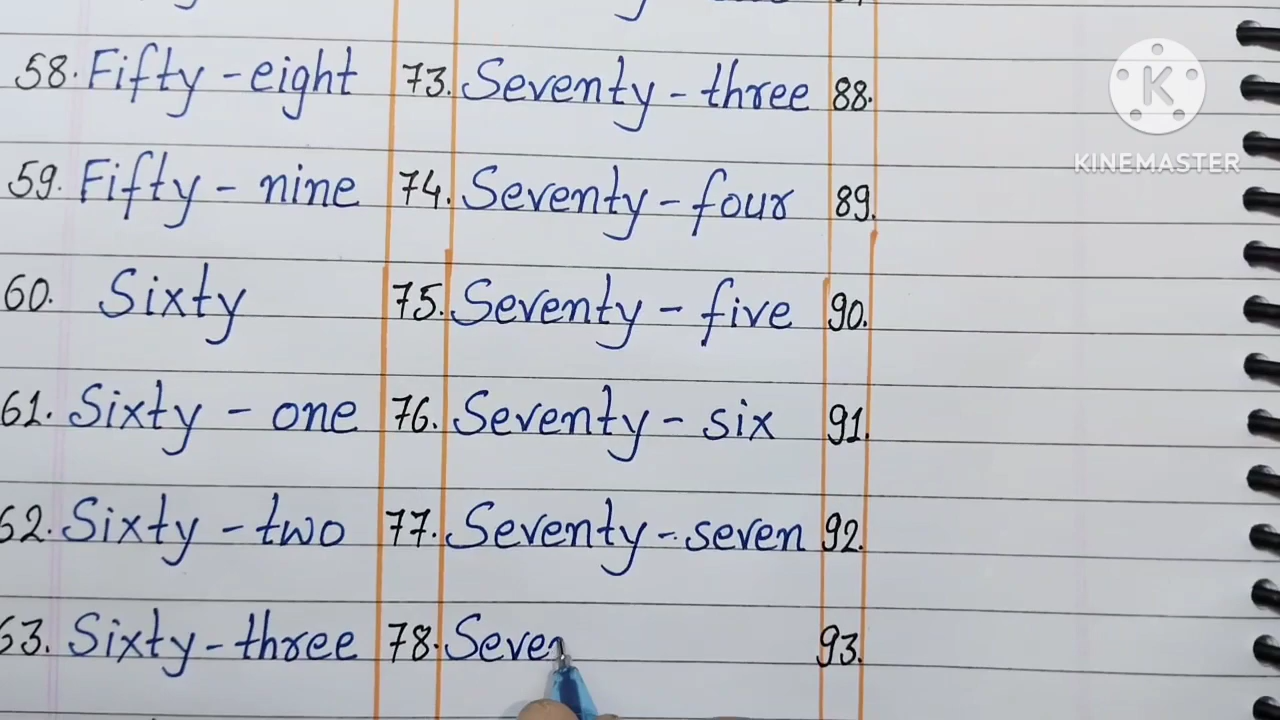 58. Fifty - eight 73. Seventy - three 88.
59. Fifty - nine 74. Seventy - four 89.
60. Sixty 75. Seventy - five 90.
61. Sixty - one 76. Seventy - six 91.
62. Sixty - two 77. Seventy - seven 92.
63. Sixty - three 78. Seven 93.
K
KINEMASTER